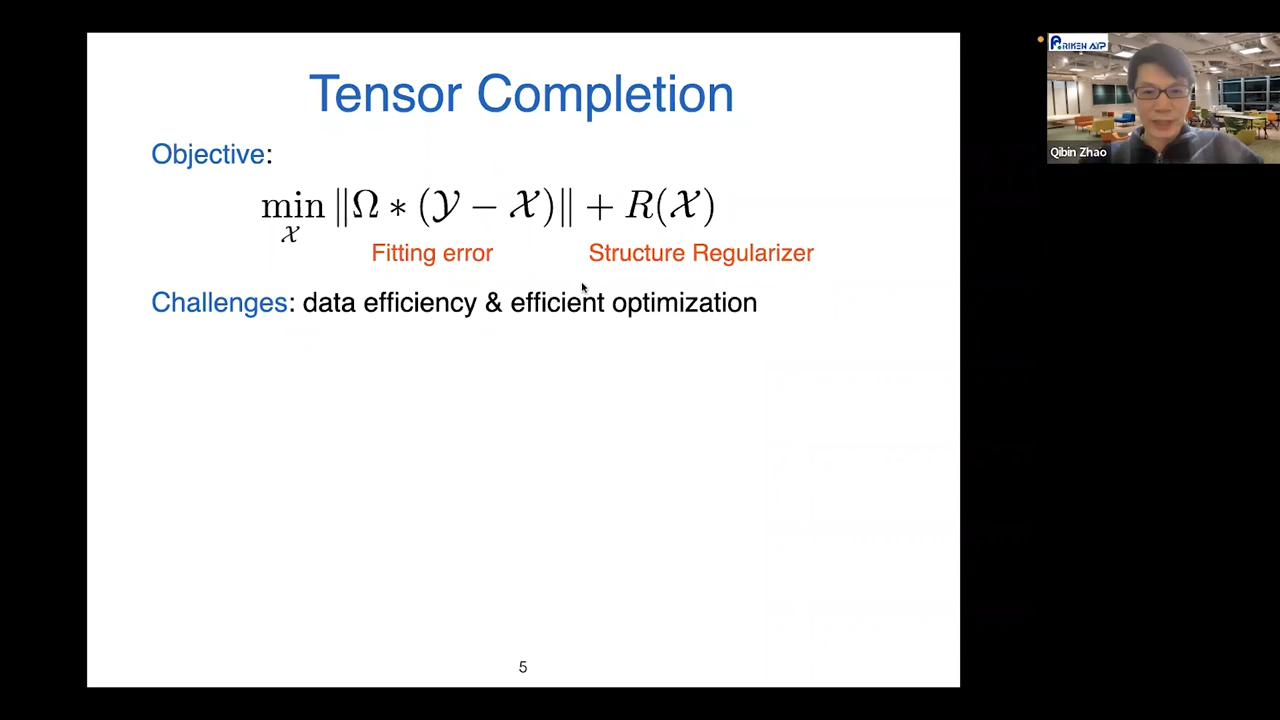 Tensor Completion
Objective:
min ‖Ω ∗ (𝒴 − 𝒳)‖ + R(𝒳)
𝒳
Fitting error Structure Regularizer
Challenges: data efficiency & efficient optimization
5
RIKEN AIP
Qibin Zhao